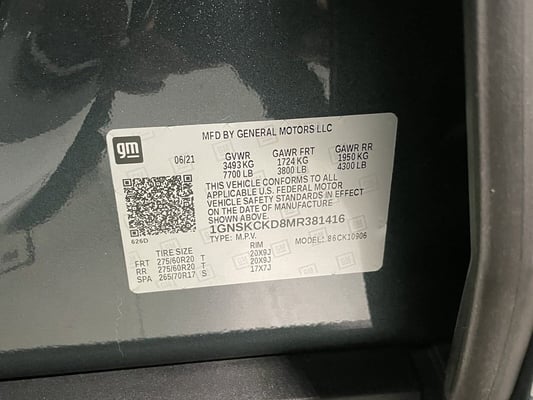 MFD BY GENERAL MOTORS LLC
gm
06/21 GVWR GAWR FRT GAWR RR
3493 KG 1724 KG 1950 KG
7700 LB 3800 LB 4300 LB
THIS VEHICLE CONFORMS TO ALL
APPLICABLE U.S. FEDERAL MOTOR
VEHICLE SAFETY STANDARDS IN EFFECT
ON THE DATE OF MANUFACTURE
SHOWN ABOVE.
1GNSKCKD8MR381416
TYPE: M.P.V. MODEL: B6CK10906
626D
TIRE SIZE RIM
FRT 275/60R20 T 20X9J
RR 275/60R20 T 20X9J
SPA 265/70R17 S 17X7J